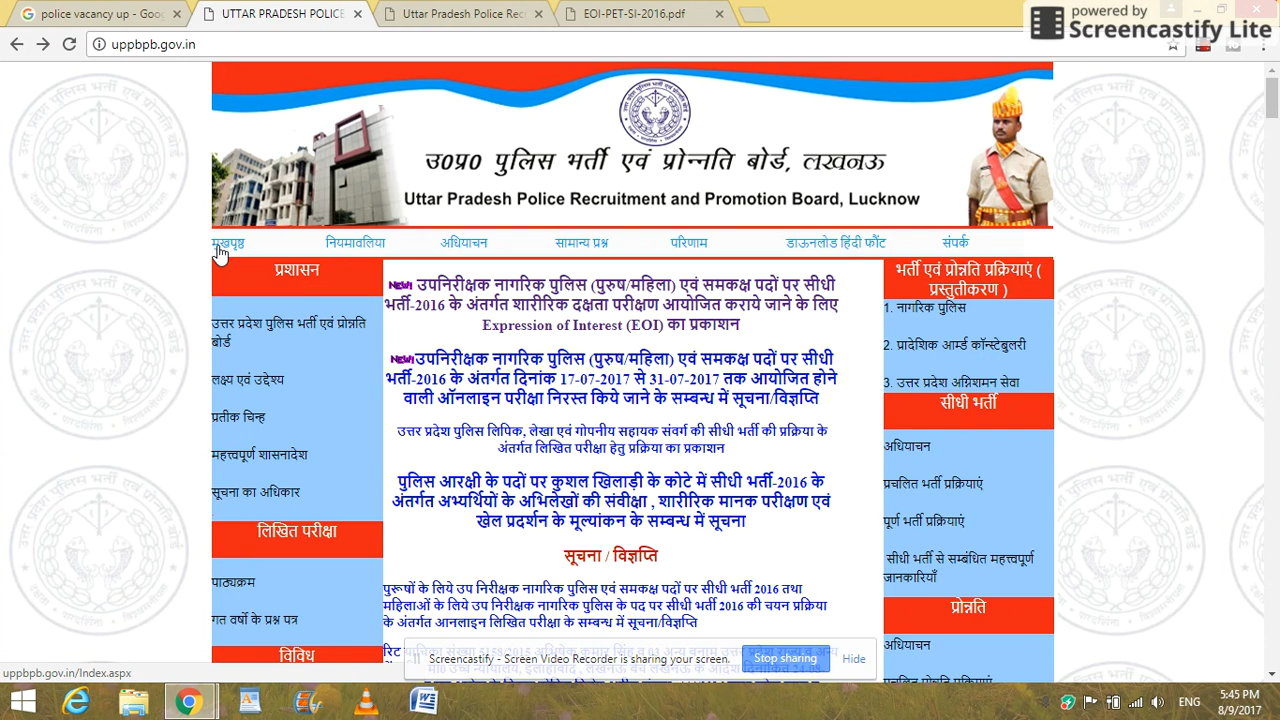 police vacancy up - Goo
UTTAR PRADESH POLICE
Uttar Pradesh Police Rec
EOI-PET-SI-2016.pdf
powered by
Screencastify Lite
uppbpb.gov.in
उ0प्र0 पुलिस भर्ती एवं प्रोन्नति बोर्ड, लखनऊ
Uttar Pradesh Police Recruitment and Promotion Board, Lucknow
मुखपृष्ठ नियमावलिया अधियाचन सामान्य प्रश्न परिणाम डाउनलोड हिंदी फौंट संपर्क
प्रशासन
उत्तर प्रदेश पुलिस भर्ती एवं प्रोन्नति
बोर्ड
लक्ष्य एवं उद्देश्य
प्रतीक चिन्ह
महत्त्वपूर्ण शासनादेश
सूचना का अधिकार
लिखित परीक्षा
पाठ्यक्रम
गत वर्षो के प्रश्न पत्र
विविध
NEW! उपनिरीक्षक नागरिक पुलिस (पुरुष/महिला) एवं समकक्ष पदों पर सीधी
भर्ती-2016 के अंतर्गत शारीरिक दक्षता परीक्षण आयोजित कराये जाने के लिए
Expression of Interest (EOI) का प्रकाशन
NEW! उपनिरीक्षक नागरिक पुलिस (पुरुष/महिला) एवं समकक्ष पदों पर सीधी
भर्ती-2016 के अंतर्गत दिनांक 17-07-2017 से 31-07-2017 तक आयोजित होने
वाली ऑनलाइन परीक्षा निरस्त किये जाने के सम्बन्ध में सूचना/विज्ञप्ति
उत्तर प्रदेश पुलिस लिपिक, लेखा एवं गोपनीय सहायक संवर्ग की सीधी भर्ती की प्रक्रिया के
अंतर्गत लिखित परीक्षा हेतु प्रक्रिया का प्रकाशन
पुलिस आरक्षी के पदों पर कुशल खिलाड़ी के कोटे में सीधी भर्ती-2016 के
अंतर्गत अभ्यर्थियों के अभिलेखों की संवीक्षा , शारीरिक मानक परीक्षण एवं
खेल प्रदर्शन के मूल्यांकन के सम्बन्ध में सूचना
सूचना / विज्ञप्ति
पुरूषों के लिये उप निरीक्षक नागरिक पुलिस एवं समकक्ष पदों पर सीधी भर्ती 2016 तथा
महिलाओं के लिये उप निरीक्षक नागरिक पुलिस के पद पर सीधी भर्ती 2016 की चयन प्रक्रिया
के अंतर्गत आनलाइन लिखित परीक्षा के सम्बन्ध में सूचना/विज्ञप्ति
भर्ती एवं प्रोन्नति प्रक्रियाएं (
प्रस्तुतीकरण )
1. नागरिक पुलिस
2. प्रादेशिक आर्म्ड कॉन्स्टेबुलरी
3. उत्तर प्रदेश अग्निशमन सेवा
सीधी भर्ती
अधियाचन
प्रचलित भर्ती प्रक्रियाएं
पूर्ण भर्ती प्रक्रियाएं
सीधी भर्ती से सम्बंधित महत्त्वपूर्ण
जानकारियाँ
प्रोन्नति
अधियाचन
प्रचलित प्रोन्नति प्रक्रियाएं
Screencastify - Screen Video Recorder is sharing your screen. Stop sharing Hide
uppbpb.gov.in/Index.aspx
ENG
5:45 PM
8/9/2017